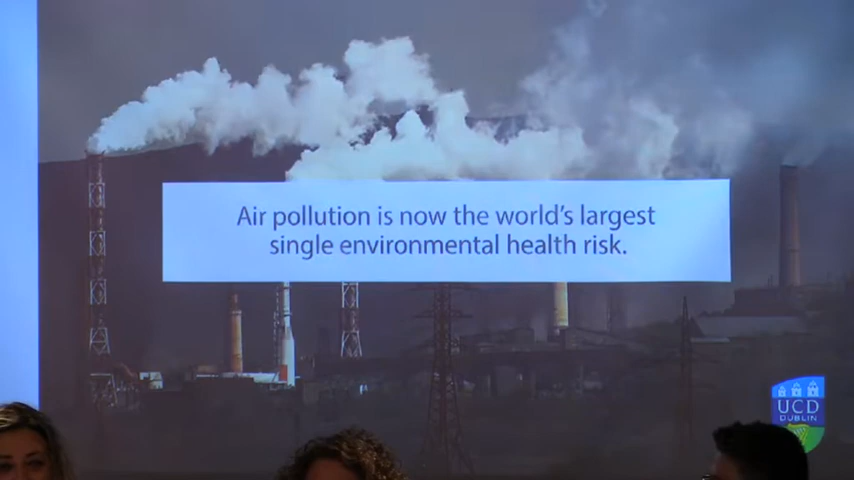 Air pollution is now the world's largest
single environmental health risk.
UCD
DUBLIN